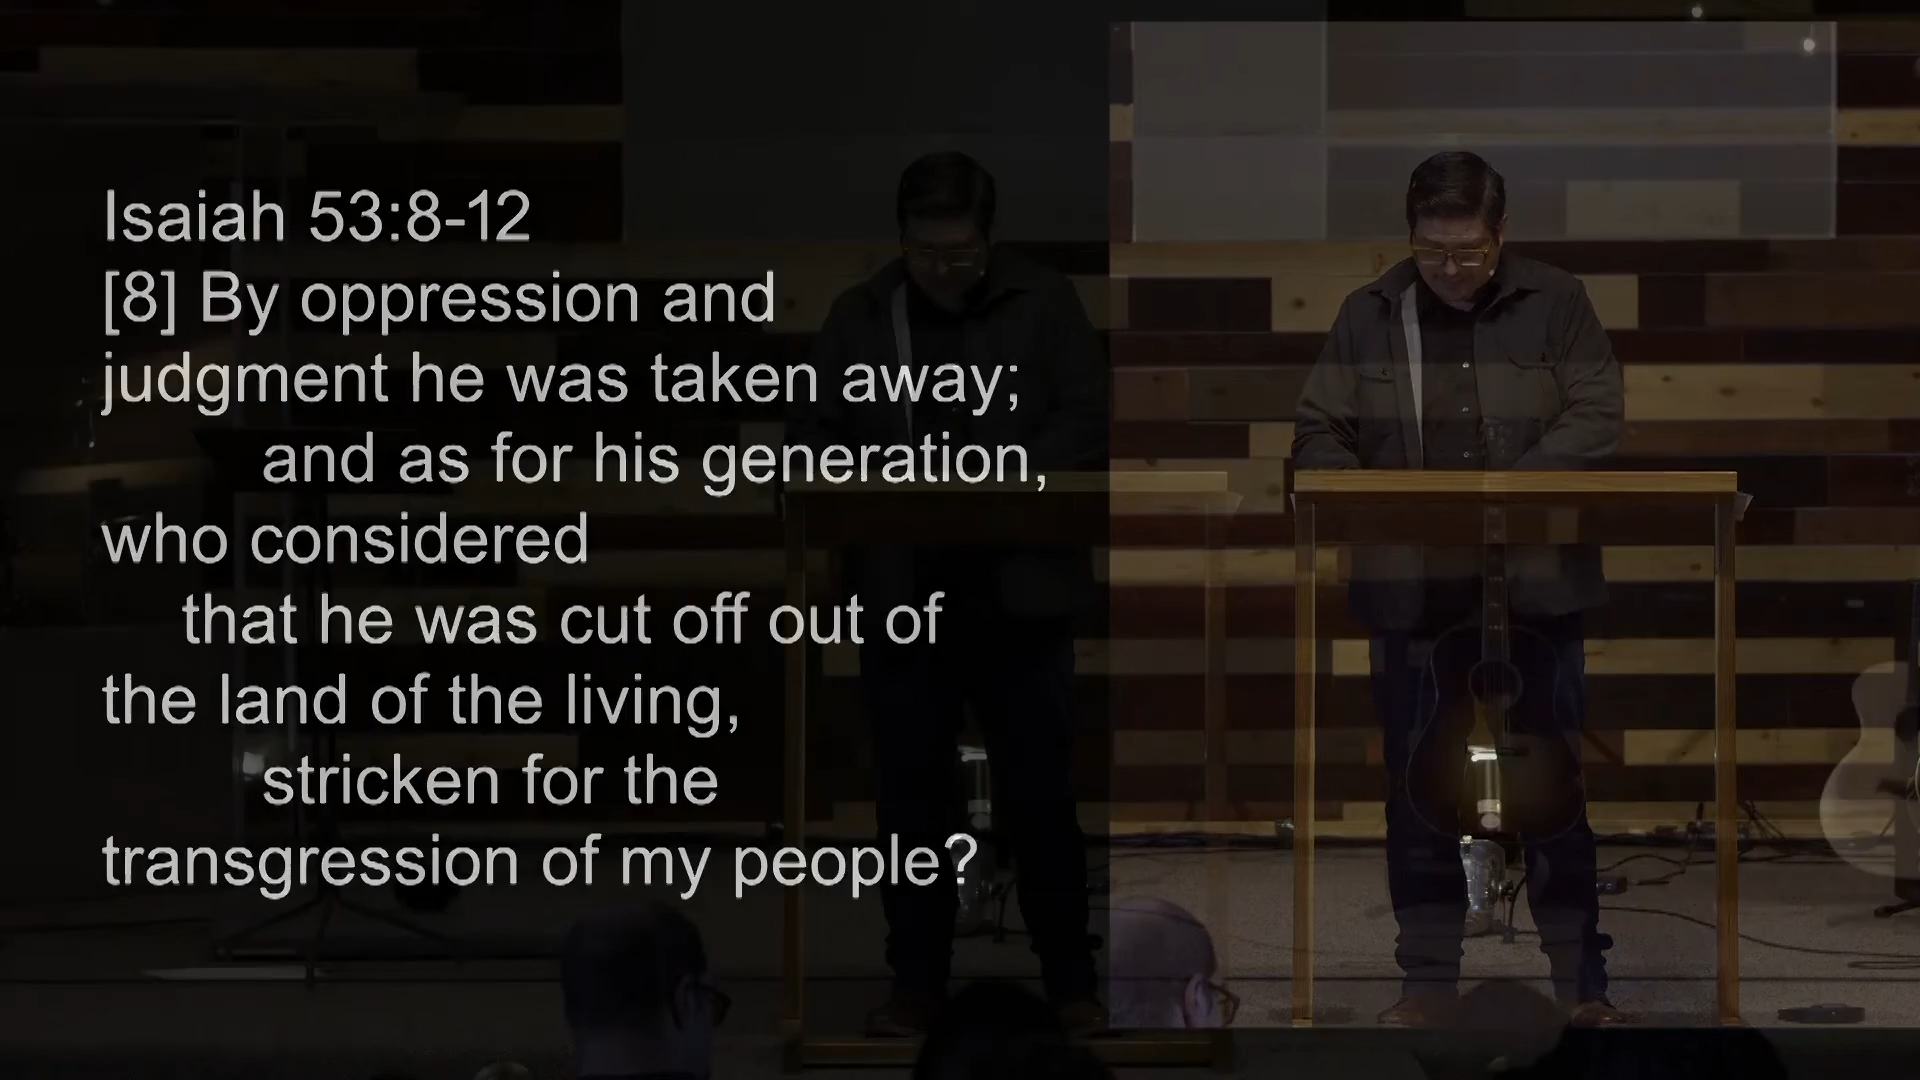 Isaiah 53:8-12
[8] By oppression and
judgment he was taken away;
and as for his generation,
who considered
that he was cut off out of
the land of the living,
stricken for the
transgression of my people?